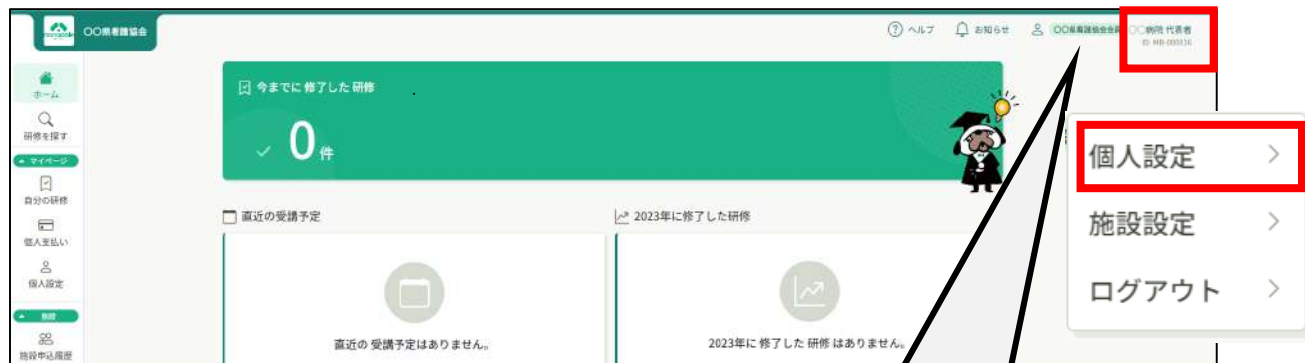 manaable
〇〇県看護協会
ヘルプ
お知らせ
〇〇県看護協会会員
〇〇病院 代表者
ID: MB-000036
ホーム
研修を探す
マイページ
自分の研修
個人支払い
個人設定
施設
施設申込履歴
今までに 修了した 研修
0 件
直近の受講予定
2023年に修了した研修
直近の 受講予定はありません。
2023年に 修了した 研修 はありません。
個人設定
施設設定
ログアウト